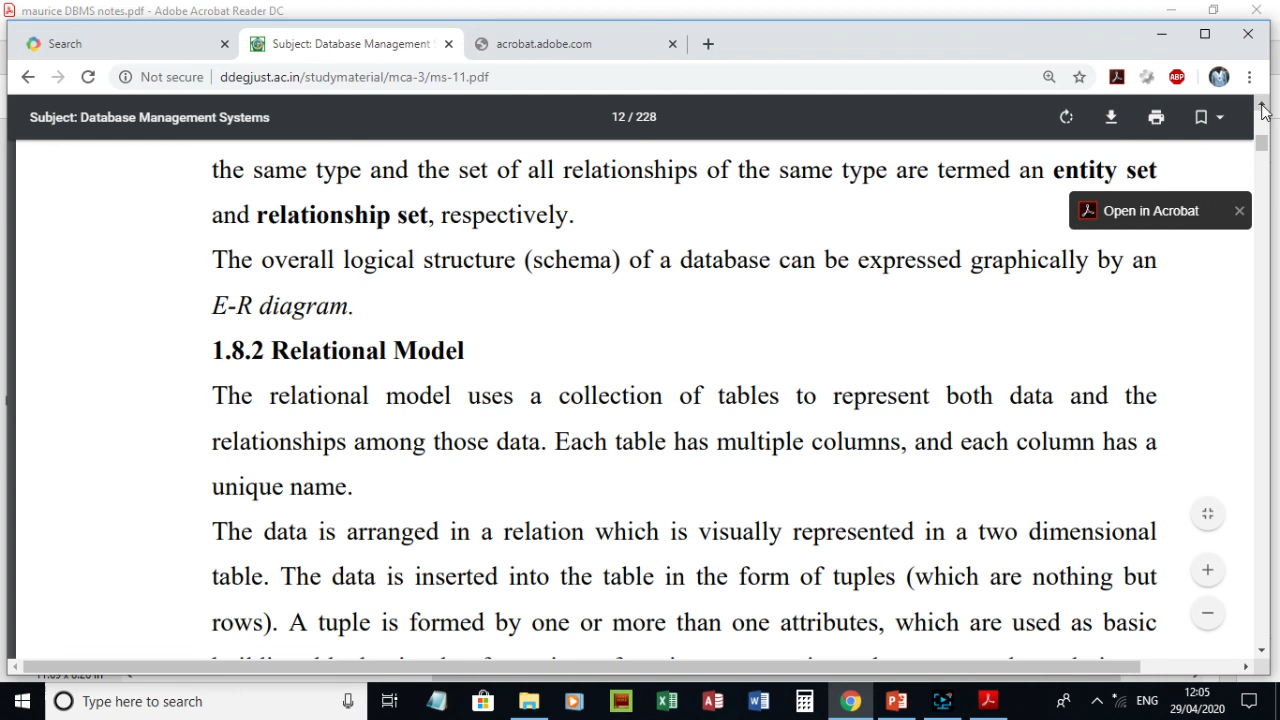 maurice DBMS notes.pdf - Adobe Acrobat Reader DC
Search
Subject: Database Management
acrobat.adobe.com
Not secure
ddegjust.ac.in/studymaterial/mca-3/ms-11.pdf
ABP
Subject: Database Management Systems
12 / 228
the same type and the set of all relationships of the same type are termed an entity set
and relationship set, respectively.
Open in Acrobat
The overall logical structure (schema) of a database can be expressed graphically by an
E-R diagram.
1.8.2 Relational Model
The relational model uses a collection of tables to represent both data and the
relationships among those data. Each table has multiple columns, and each column has a
unique name.
The data is arranged in a relation which is visually represented in a two dimensional
table. The data is inserted into the table in the form of tuples (which are nothing but
rows). A tuple is formed by one or more than one attributes, which are used as basic
Type here to search
ENG
12:05
29/04/2020